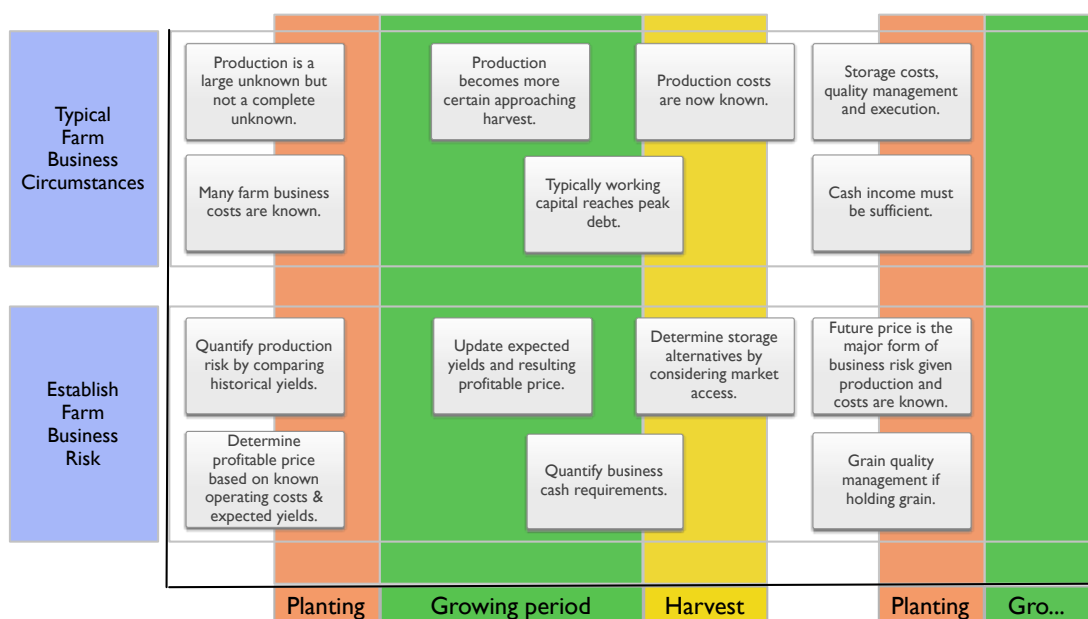 Typical
Farm
Business
Circumstances
Production is a
large unknown but
not a complete
unknown.
Production
becomes more
certain approaching
harvest.
Production costs
are now known.
Storage costs,
quality management
and execution.
Many farm business
costs are known.
Typically working
capital reaches peak
debt.
Cash income must
be sufficient.
Establish
Farm
Business
Risk
Quantify production
risk by comparing
historical yields.
Update expected
yields and resulting
profitable price.
Determine storage
alternatives by
considering market
access.
Future price is the
major form of
business risk given
production and
costs are known.
Determine
profitable price
based on known
operating costs &
expected yields.
Quantify business
cash requirements.
Grain quality
management if
holding grain.
Planting
Growing period
Harvest
Planting
Gro...